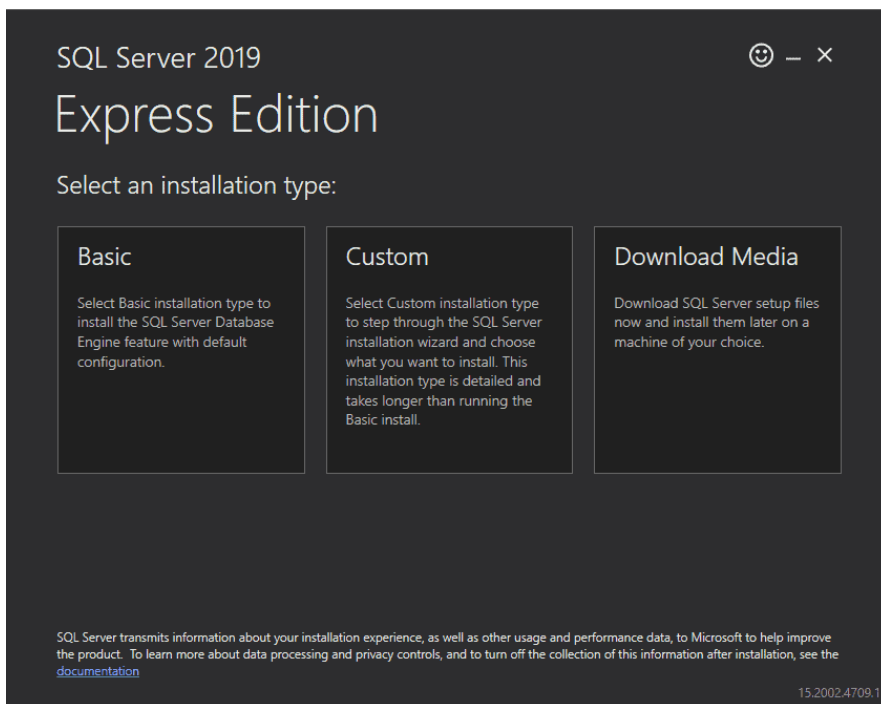 SQL Server 2019
Express Edition
Select an installation type:
Basic
Select Basic installation type to
install the SQL Server Database
Engine feature with default
configuration.
Custom
Select Custom installation type
to step through the SQL Server
installation wizard and choose
what you want to install. This
installation type is detailed and
takes longer than running the
Basic install.
Download Media
Download SQL Server setup files
now and install them later on a
machine of your choice.
SQL Server transmits information about your installation experience, as well as other usage and performance data, to Microsoft to help improve
the product. To learn more about data processing and privacy controls, and to turn off the collection of this information after installation, see the
documentation
15.2002.4709.1